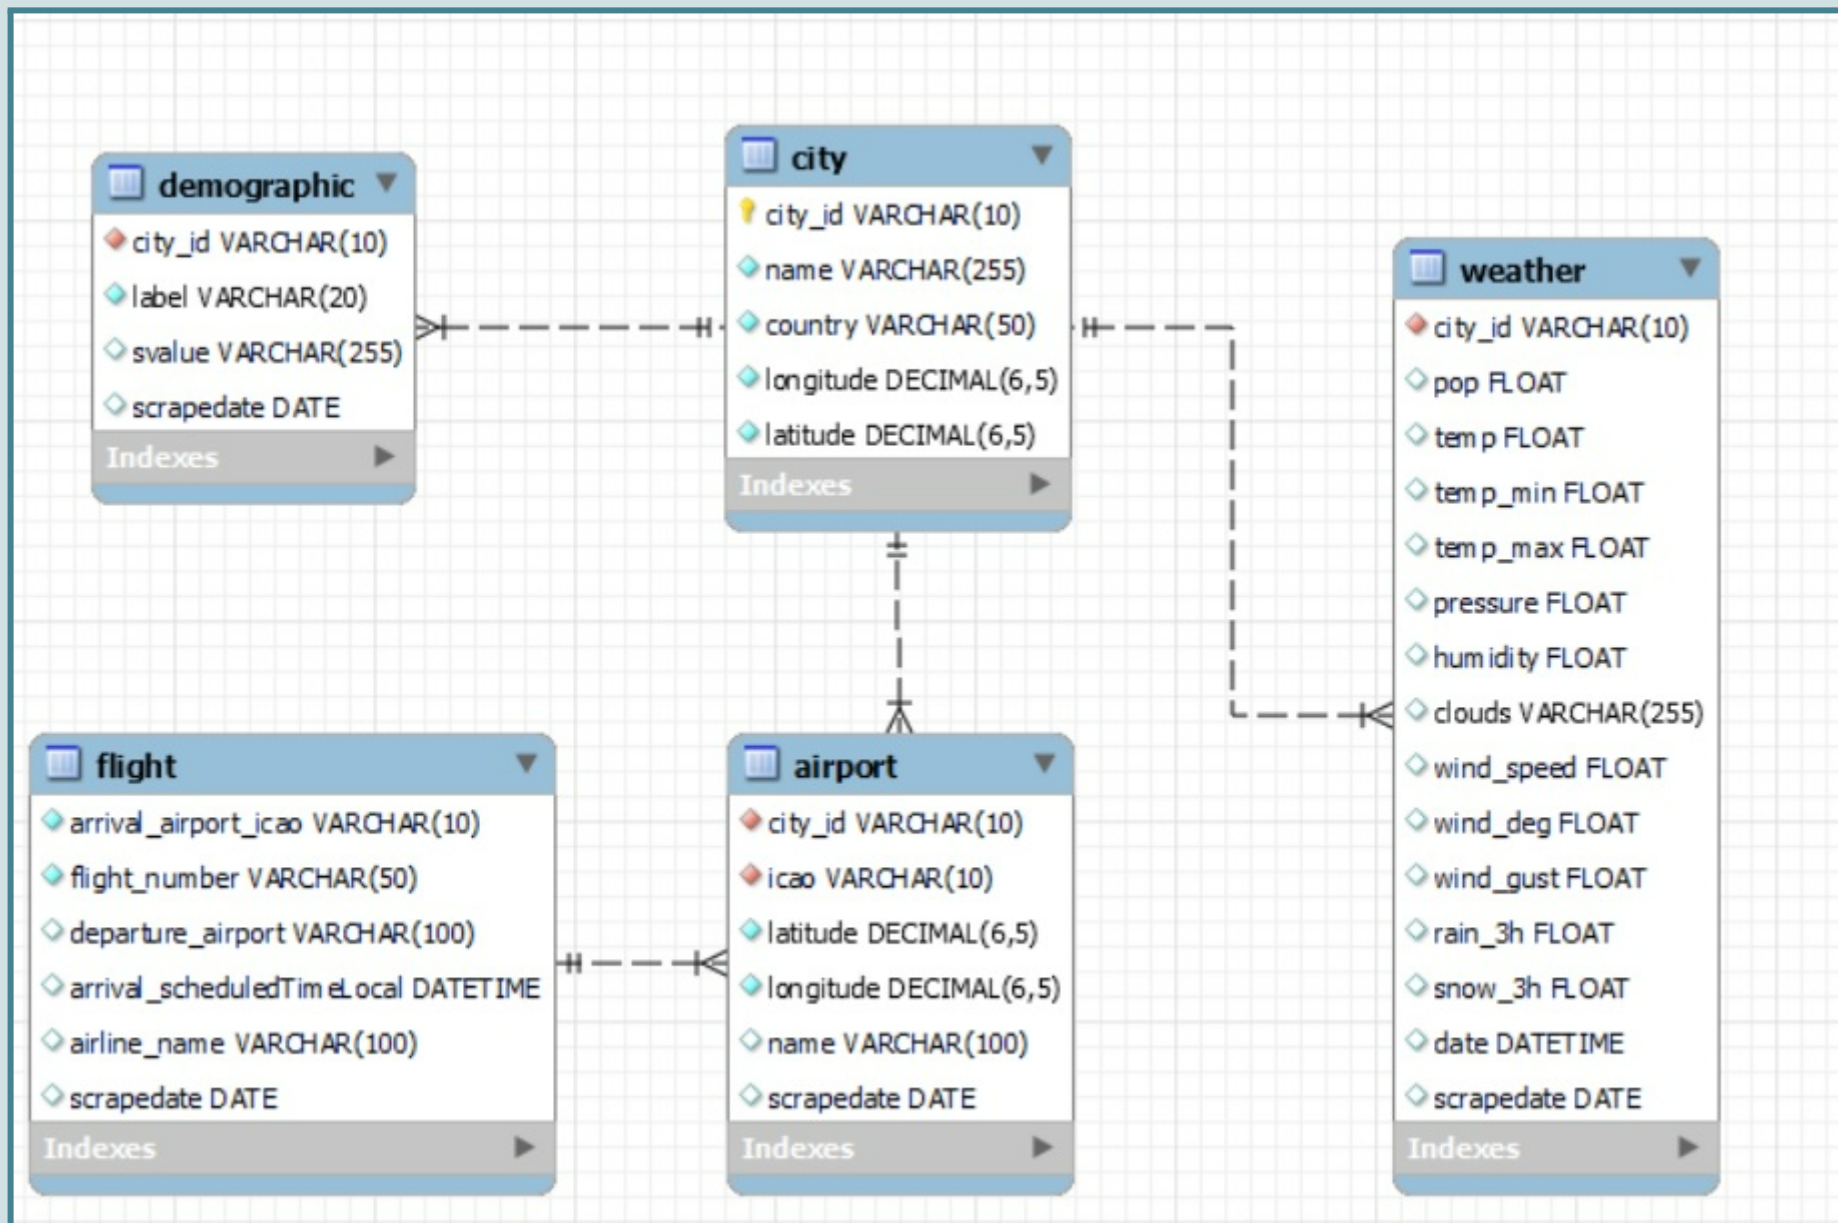 demographic
city_id VARCHAR(10)
label VARCHAR(20)
svalue VARCHAR(255)
scrapedate DATE
Indexes
city
city_id VARCHAR(10)
name VARCHAR(255)
country VARCHAR(50)
longitude DECIMAL(6,5)
latitude DECIMAL(6,5)
Indexes
weather
city_id VARCHAR(10)
pop FLOAT
temp FLOAT
temp_min FLOAT
temp_max FLOAT
pressure FLOAT
humidity FLOAT
clouds VARCHAR(255)
wind_speed FLOAT
wind_deg FLOAT
wind_gust FLOAT
rain_3h FLOAT
snow_3h FLOAT
date DATETIME
scrapedate DATE
Indexes
flight
arrival_airport_icao VARCHAR(10)
flight_number VARCHAR(50)
departure_airport VARCHAR(100)
arrival_scheduledTimeLocal DATETIME
airline_name VARCHAR(100)
scrapedate DATE
Indexes
airport
city_id VARCHAR(10)
icao VARCHAR(10)
latitude DECIMAL(6,5)
longitude DECIMAL(6,5)
name VARCHAR(100)
scrapedate DATE
Indexes